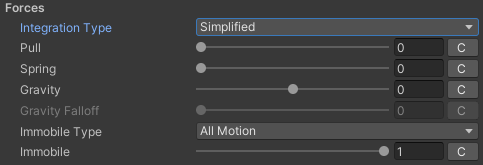 Forces
Integration Type Simplified
Pull 0 C
Spring 0 C
Gravity 0 C
Gravity Falloff 0 C
Immobile Type All Motion
Immobile 1 C